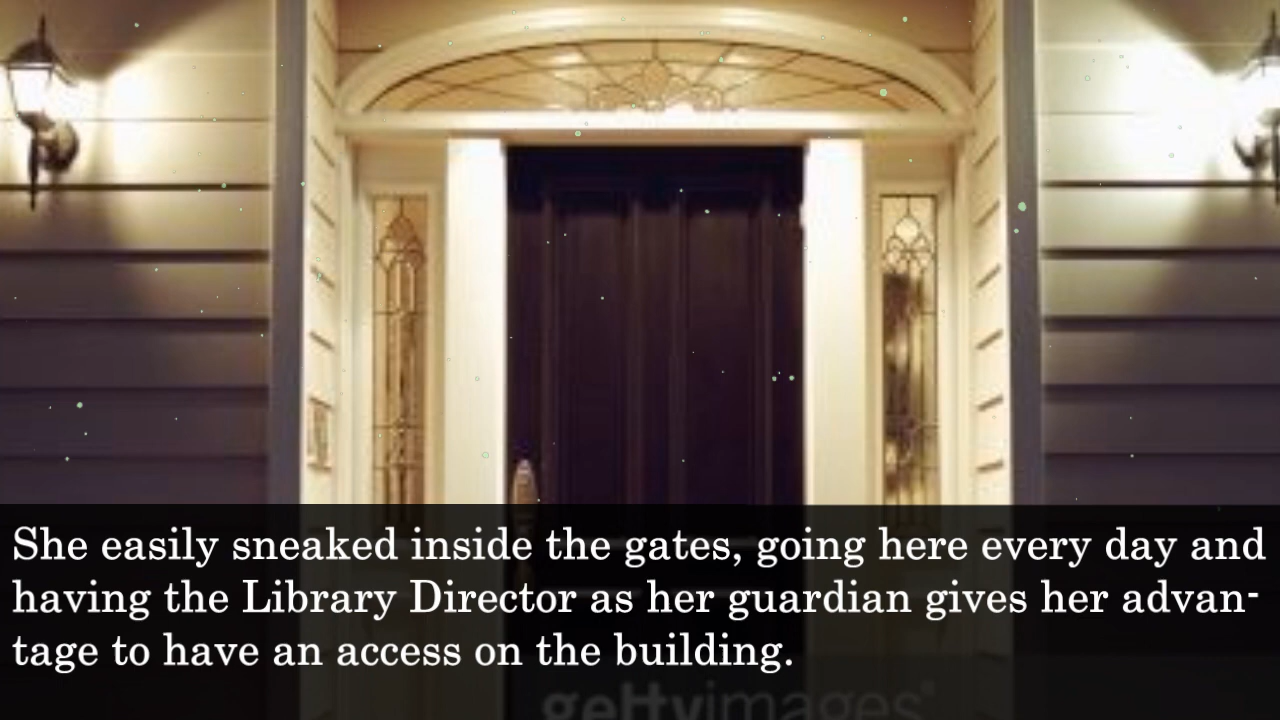 She easily sneaked inside the gates, going here every day and
having the Library Director as her guardian gives her advan-
tage to have an access on the building.
gettyimages®